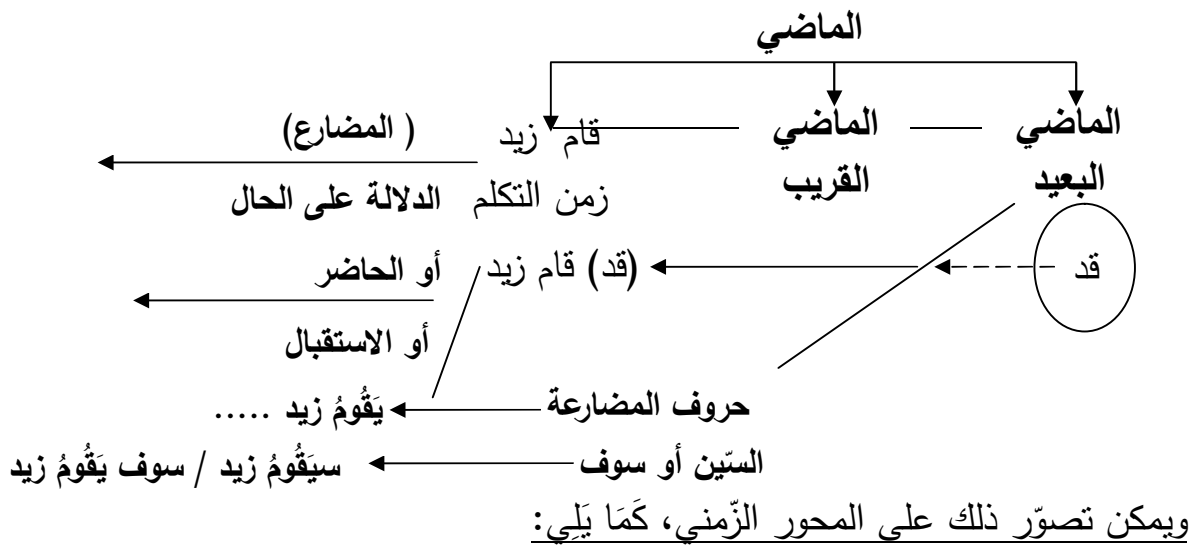 الماضي
الماضي الماضي قام زيد ( المضارع)
البعيد القريب زمن التكلم الدلالة على الحال
قد (قد) قام زيد أو الحاضر
أو الاستقبال
حروف المضارعة يَقُومُ زيد .....
السّين أو سوف سيَقُومُ زيد / سوف يَقُومُ زيد
ويمكن تصوّر ذلك على المحور الزّمني، كَمَا يَلِي: